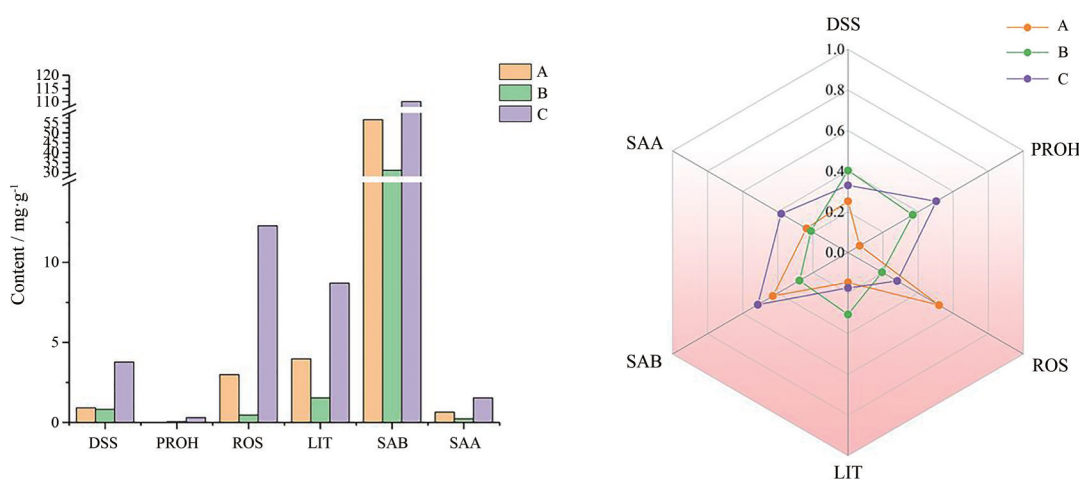 120
115
110
55
50
45
40
35
30
10
5
0
Content / mg·g-1
DSS
PROH
ROS
LIT
SAB
SAA
A
B
C
DSS
PROH
ROS
LIT
SAB
SAA
1.0
0.8
0.6
0.4
0.2
0.0
A
B
C